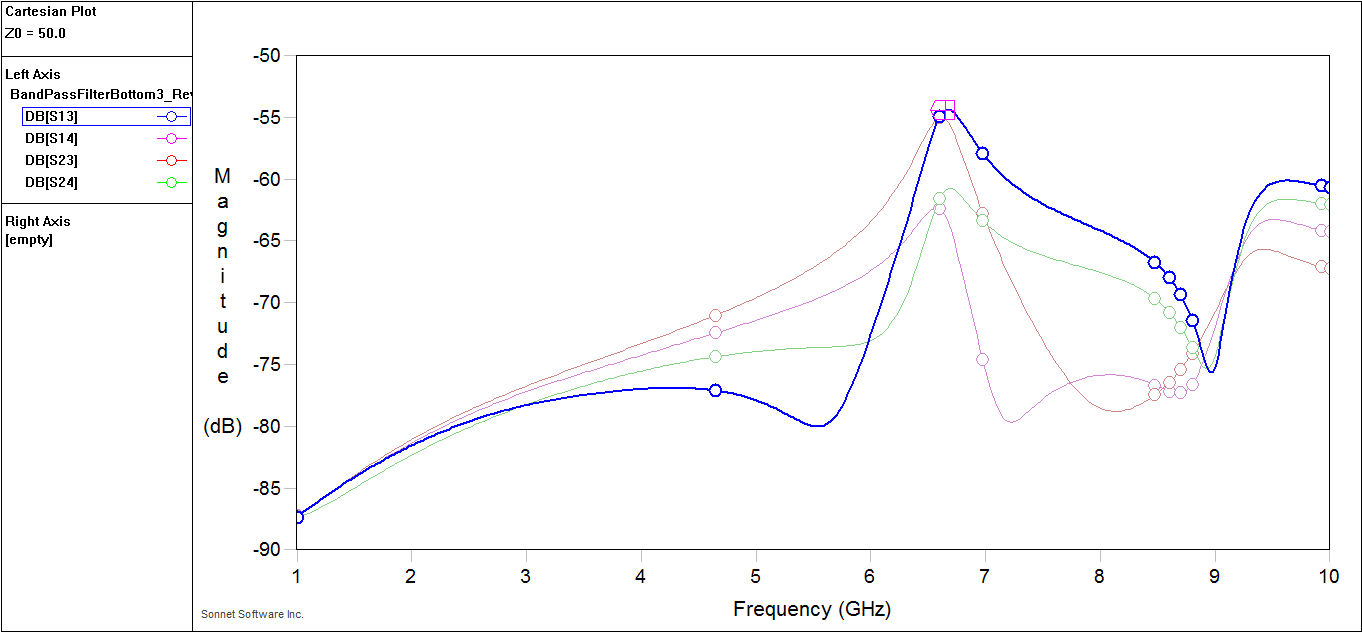 Cartesian Plot
Z0 = 50.0
Left Axis
BandPassFilterBottom3_Rev
DB[S13]
DB[S14]
DB[S23]
DB[S24]
Right Axis
[empty]
Magnitude
(dB)
-50
-55
-60
-65
-70
-75
-80
-85
-90
1 2 3 4 5 6 7 8 9 10
Frequency (GHz)
Sonnet Software Inc.